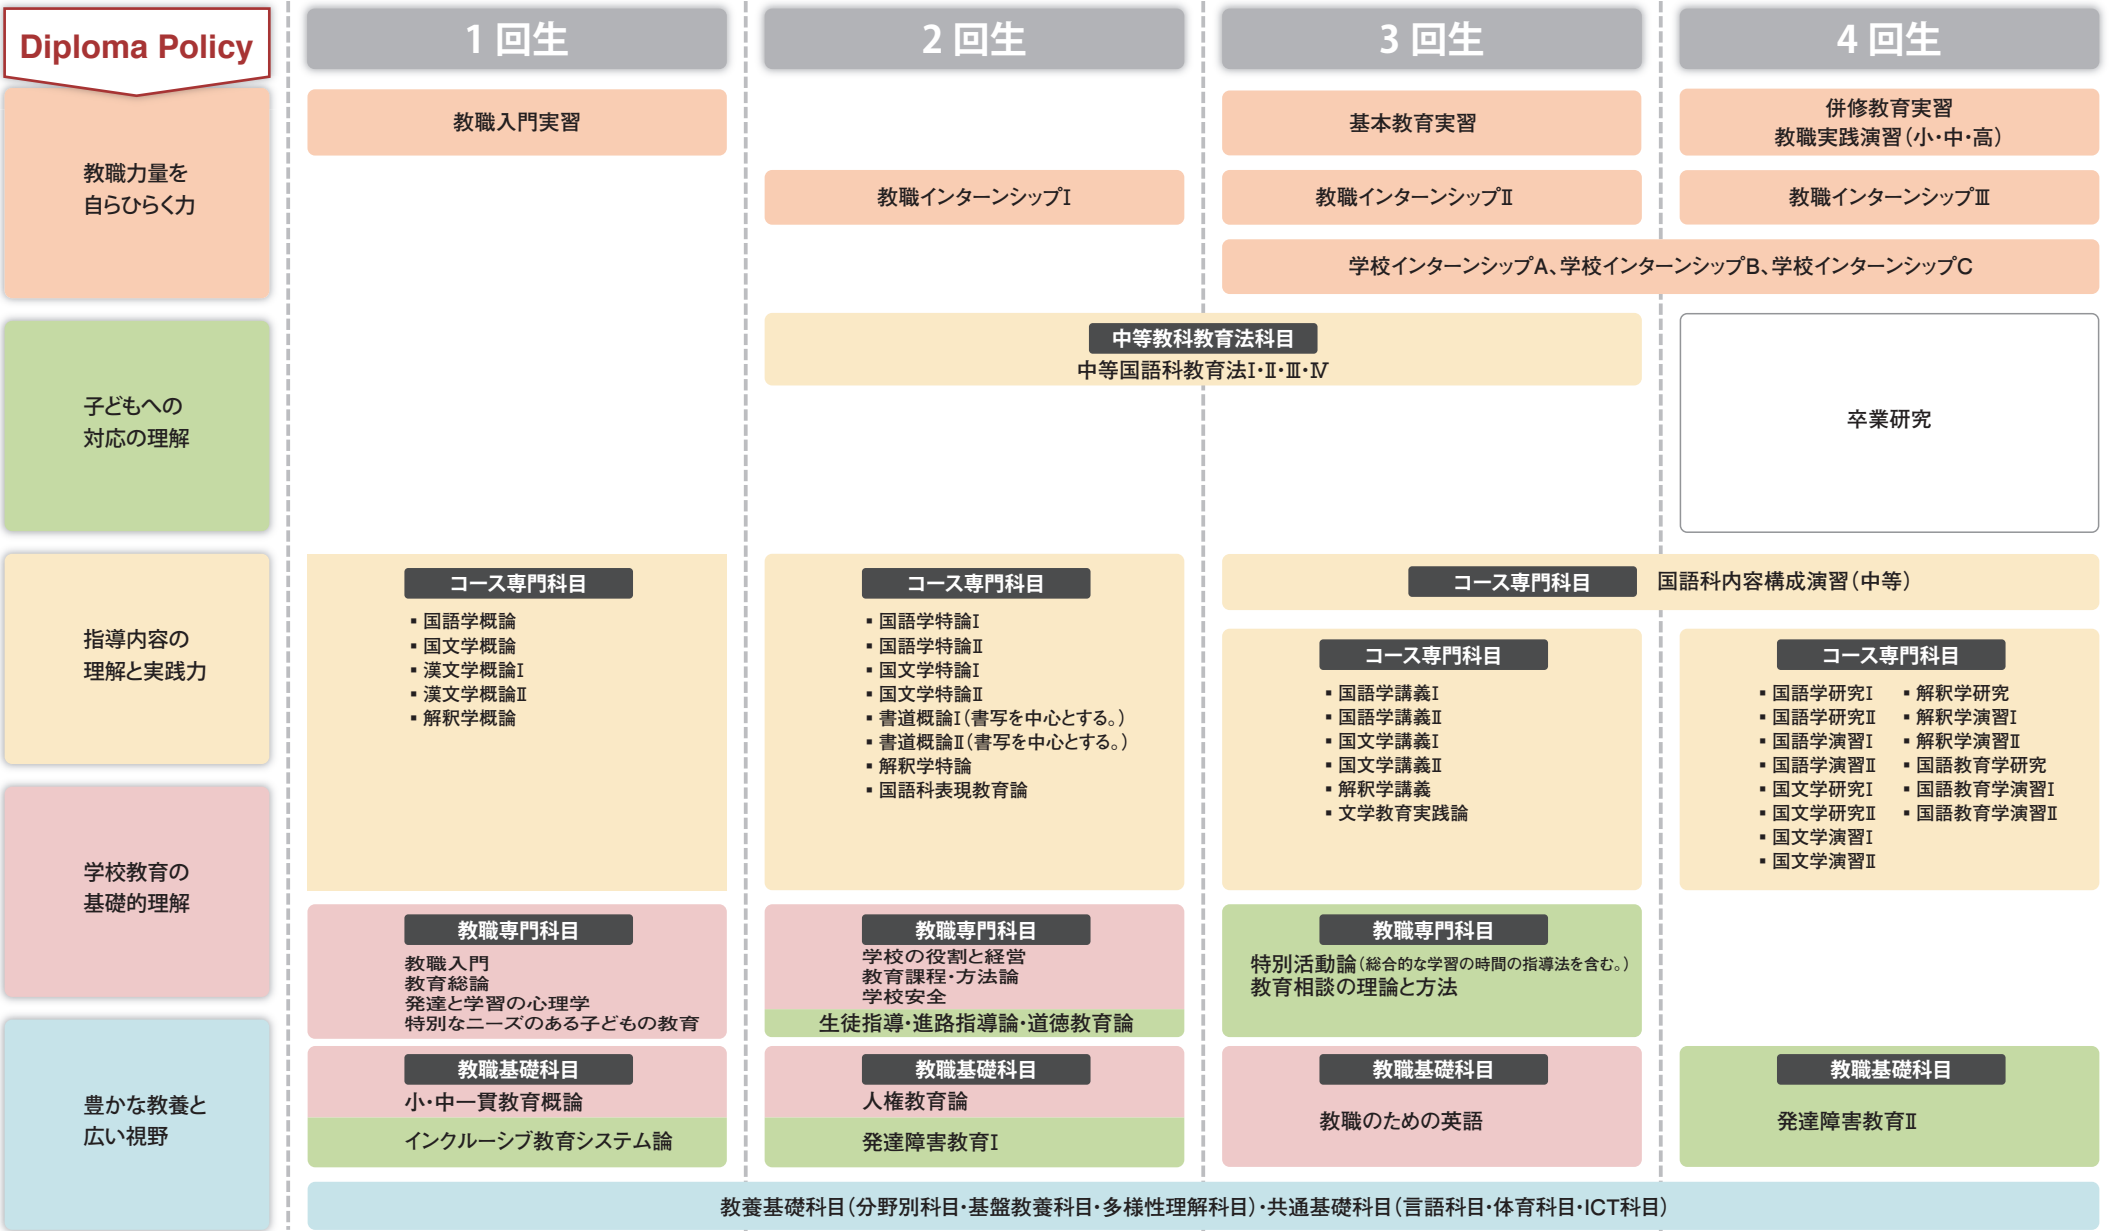 Diploma Policy
1 回生
2 回生
3 回生
4 回生
教職力量を
自らひらく力
教職入門実習
基本教育実習
併修教育実習
教職実践演習(小・中・高)
教職インターンシップⅠ
教職インターンシップⅡ
教職インターンシップⅢ
学校インターンシップA、学校インターンシップB、学校インターンシップC
子どもへの
対応の理解
中等教科教育法科目
中等国語科教育法Ⅰ・Ⅱ・Ⅲ・Ⅳ
卒業研究
指導内容の
理解と実践力
コース専門科目
▪ 国語学概論
▪ 国文学概論
▪ 漢文学概論Ⅰ
▪ 漢文学概論Ⅱ
▪ 解釈学概論
コース専門科目
▪ 国語学特論Ⅰ
▪ 国語学特論Ⅱ
▪ 国文学特論Ⅰ
▪ 国文学特論Ⅱ
▪ 書道概論Ⅰ(書写を中心とする。)
▪ 書道概論Ⅱ(書写を中心とする。)
▪ 解釈学特論
▪ 国語科表現教育論
コース専門科目 国語科内容構成演習(中等)
コース専門科目
▪ 国語学講義Ⅰ
▪ 国語学講義Ⅱ
▪ 国文学講義Ⅰ
▪ 国文学講義Ⅱ
▪ 解釈学講義
▪ 文学教育実践論
コース専門科目
▪ 国語学研究Ⅰ
▪ 国語学研究Ⅱ
▪ 国語学演習Ⅰ
▪ 国語学演習Ⅱ
▪ 国文学研究Ⅰ
▪ 国文学研究Ⅱ
▪ 国文学演習Ⅰ
▪ 国文学演習Ⅱ
▪ 解釈学研究
▪ 解釈学演習Ⅰ
▪ 解釈学演習Ⅱ
▪ 国語教育学研究
▪ 国語教育学演習Ⅰ
▪ 国語教育学演習Ⅱ
学校教育の
基礎的理解
教職専門科目
教職入門
教育総論
発達と学習の心理学
特別なニーズのある子どもの教育
教職専門科目
学校の役割と経営
教育課程・方法論
学校安全
生徒指導・進路指導論・道徳教育論
教職専門科目
特別活動論(総合的な学習の時間の指導法を含む。)
教育相談の理論と方法
豊かな教養と
広い視野
教職基礎科目
小・中一貫教育概論
インクルーシブ教育システム論
教職基礎科目
人権教育論
発達障害教育Ⅰ
教職基礎科目
教職のための英語
教職基礎科目
発達障害教育Ⅱ
教養基礎科目(分野別科目・基盤教養科目・多様性理解科目)・共通基礎科目(言語科目・体育科目・ICT科目)